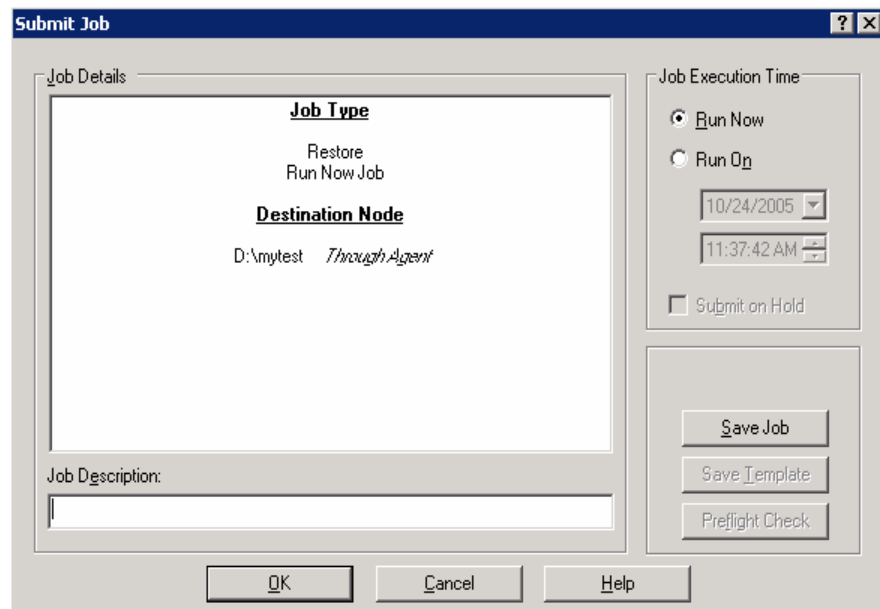 Submit Job
Job Details
Job Type
Restore
Run Now Job
Destination Node
D:\mytest Through Agent
Job Description:
Job Execution Time
Run Now
Run On
10/24/2005
11:37:42 AM
Submit on Hold
Save Job
Save Template
Preflight Check
OK
Cancel
Help